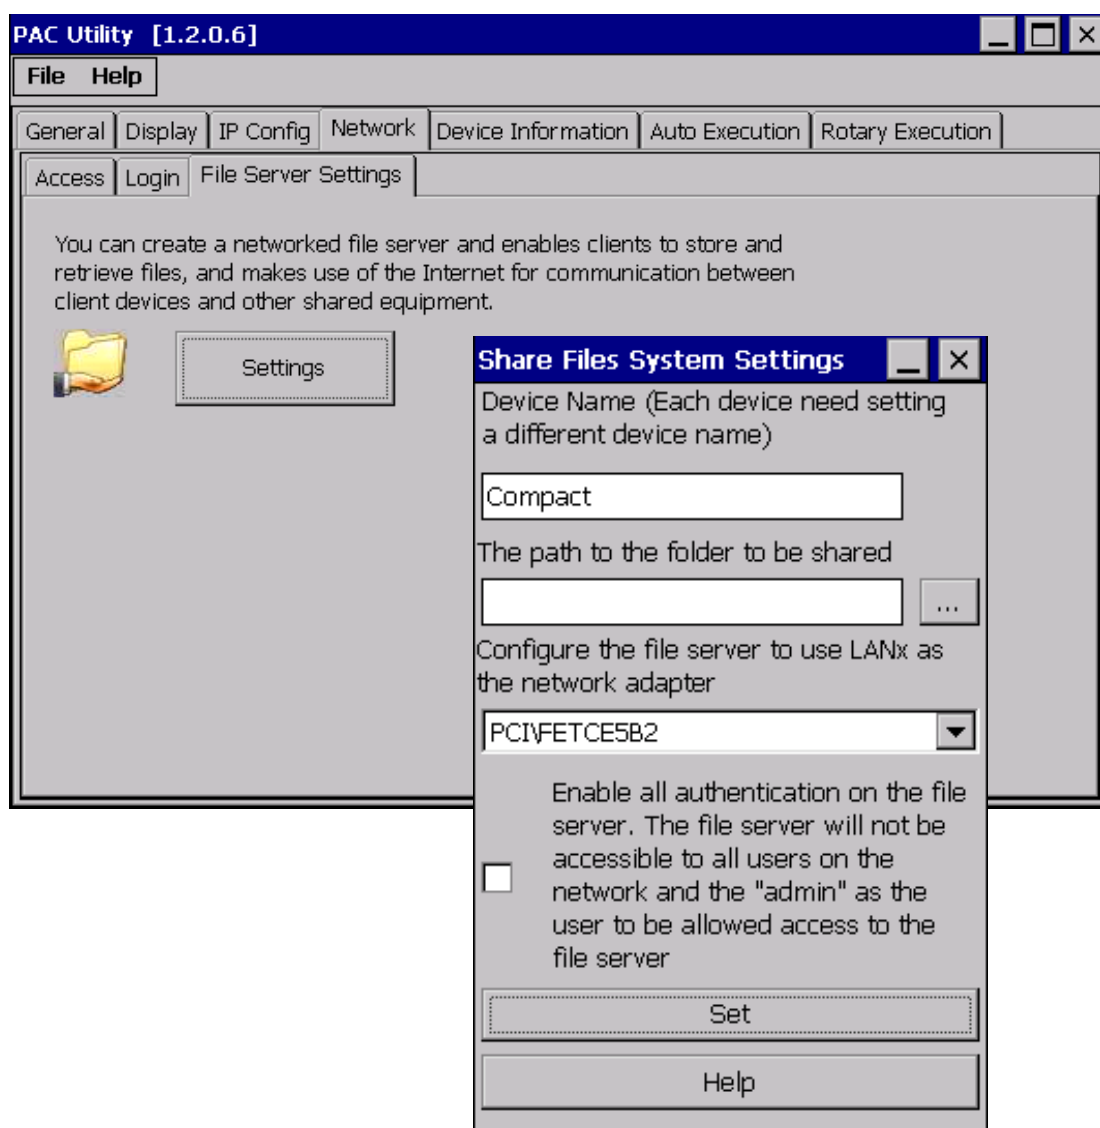 PAC Utility [1.2.0.6]
File Help
General Display IP Config Network Device Information Auto Execution Rotary Execution
Access Login File Server Settings
You can create a networked file server and enables clients to store and
retrieve files, and makes use of the Internet for communication between
client devices and other shared equipment.
Settings
Share Files System Settings
Device Name (Each device need setting
a different device name)
Compact
The path to the folder to be shared
...
Configure the file server to use LANx as
the network adapter
PCI\FETCE5B2
Enable all authentication on the file
server. The file server will not be
accessible to all users on the
network and the "admin" as the
user to be allowed access to the
file server
Set
Help